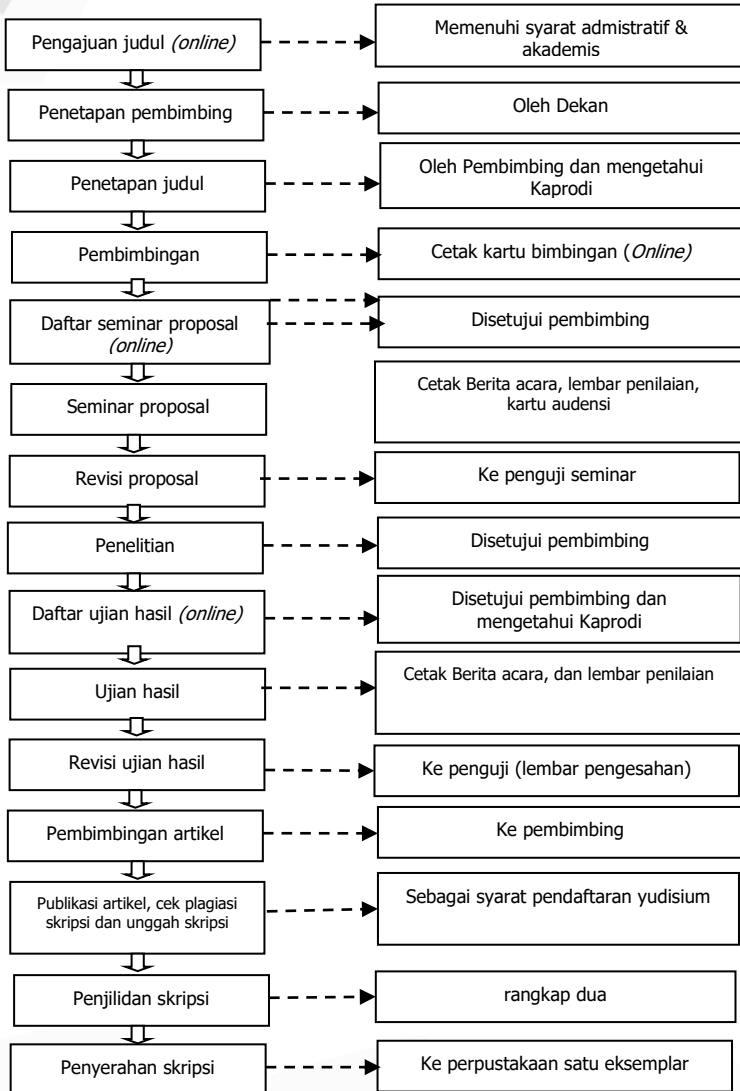 Pengajuan judul (online)
Memenuhi syarat admistratif &
akademis
Penetapan pembimbing
Oleh Dekan
Penetapan judul
Oleh Pembimbing dan mengetahui
Kaprodi
Pembimbingan
Cetak kartu bimbingan (Online)
Daftar seminar proposal
(online)
Disetujui pembimbing
Seminar proposal
Cetak Berita acara, lembar penilaian,
kartu audensi
Revisi proposal
Ke penguji seminar
Penelitian
Disetujui pembimbing
Daftar ujian hasil (online)
Disetujui pembimbing dan
mengetahui Kaprodi
Ujian hasil
Cetak Berita acara, dan lembar penilaian
Revisi ujian hasil
Ke penguji (lembar pengesahan)
Pembimbingan artikel
Ke pembimbing
Publikasi artikel, cek plagiasi
skripsi dan unggah skripsi
Sebagai syarat pendaftaran yudisium
Penjilidan skripsi
rangkap dua
Penyerahan skripsi
Ke perpustakaan satu eksemplar